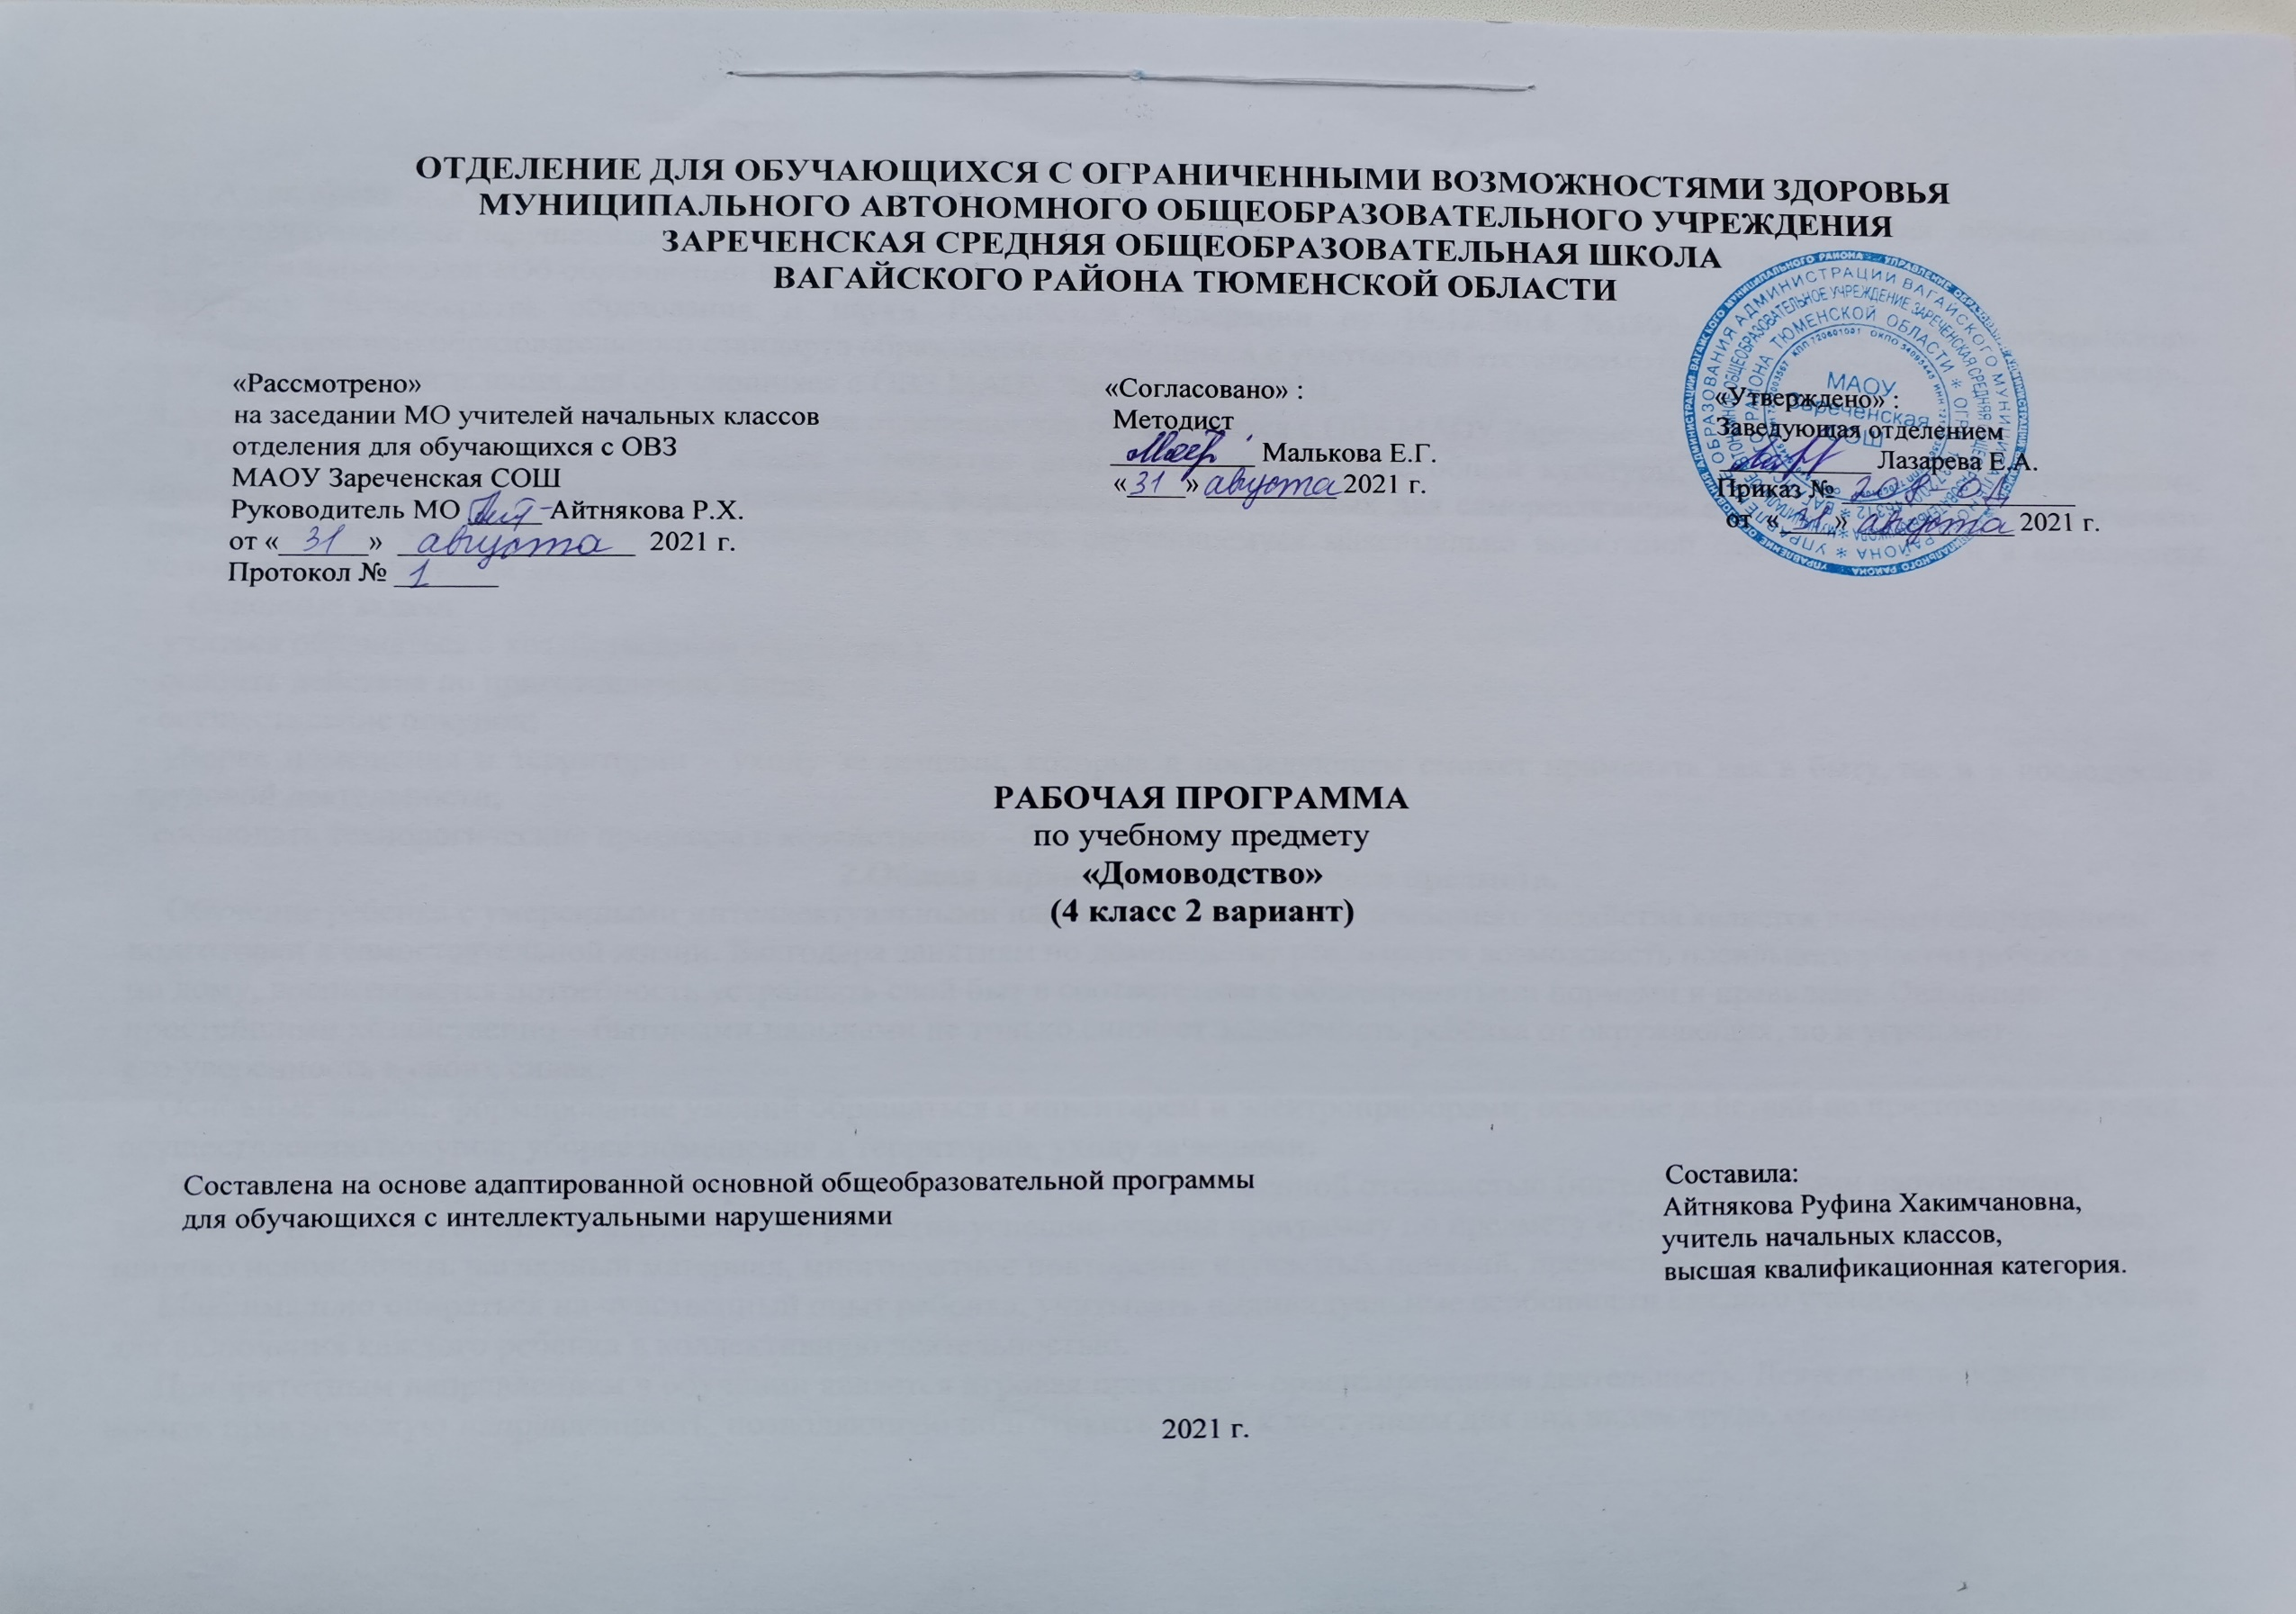 ОТДЕЛЕНИЕ ДЛЯ ОБУЧАЮЩИХСЯ С ОГРАНИЧЕННЫМИ ВОЗМОЖНОСТЯМИ ЗДОРОВЬЯ
МУНИЦИПАЛЬНОГО АВТОНОМНОГО ОБЩЕОБРАЗОВАТЕЛЬНОГО УЧРЕЖДЕНИЯ
ЗАРЕЧЕНСКАЯ СРЕДНЯЯ ОБЩЕОБРАЗОВАТЕЛЬНАЯ ШКОЛА
ВАГАЙСКОГО РАЙОНА ТЮМЕНСКОЙ ОБЛАСТИ
«Рассмотрено»
на заседании МО учителей начальных классов
отделения для обучающихся с ОВЗ
МАОУ Зареченская СОШ
Руководитель МО Айтнякова Р.Х.
от «31» августа 2021 г.
Протокол № 1
«Согласовано» :
Методист
Малькова Е.Г.
«31» августа 2021 г.
«Утверждено» :
Заведующая отделением
Лазарева Е.А.
Приказ №
от «31» августа 2021 г.
МАОУ
Зареченская
СОШ
РАБОЧАЯ ПРОГРАММА
по учебному предмету
«Домоводство»
(4 класс 2 вариант)
Составлена на основе адаптированной основной общеобразовательной программы
для обучающихся с интеллектуальными нарушениями
Составила:
Айтнякова Руфина Хакимчановна,
учитель начальных классов,
высшая квалификационная категория.
2021 г.